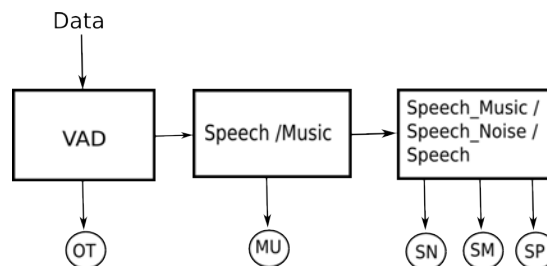 Data
VAD
Speech /Music
Speech_Music /
Speech_Noise /
Speech
OT
MU
SN
SM
SP